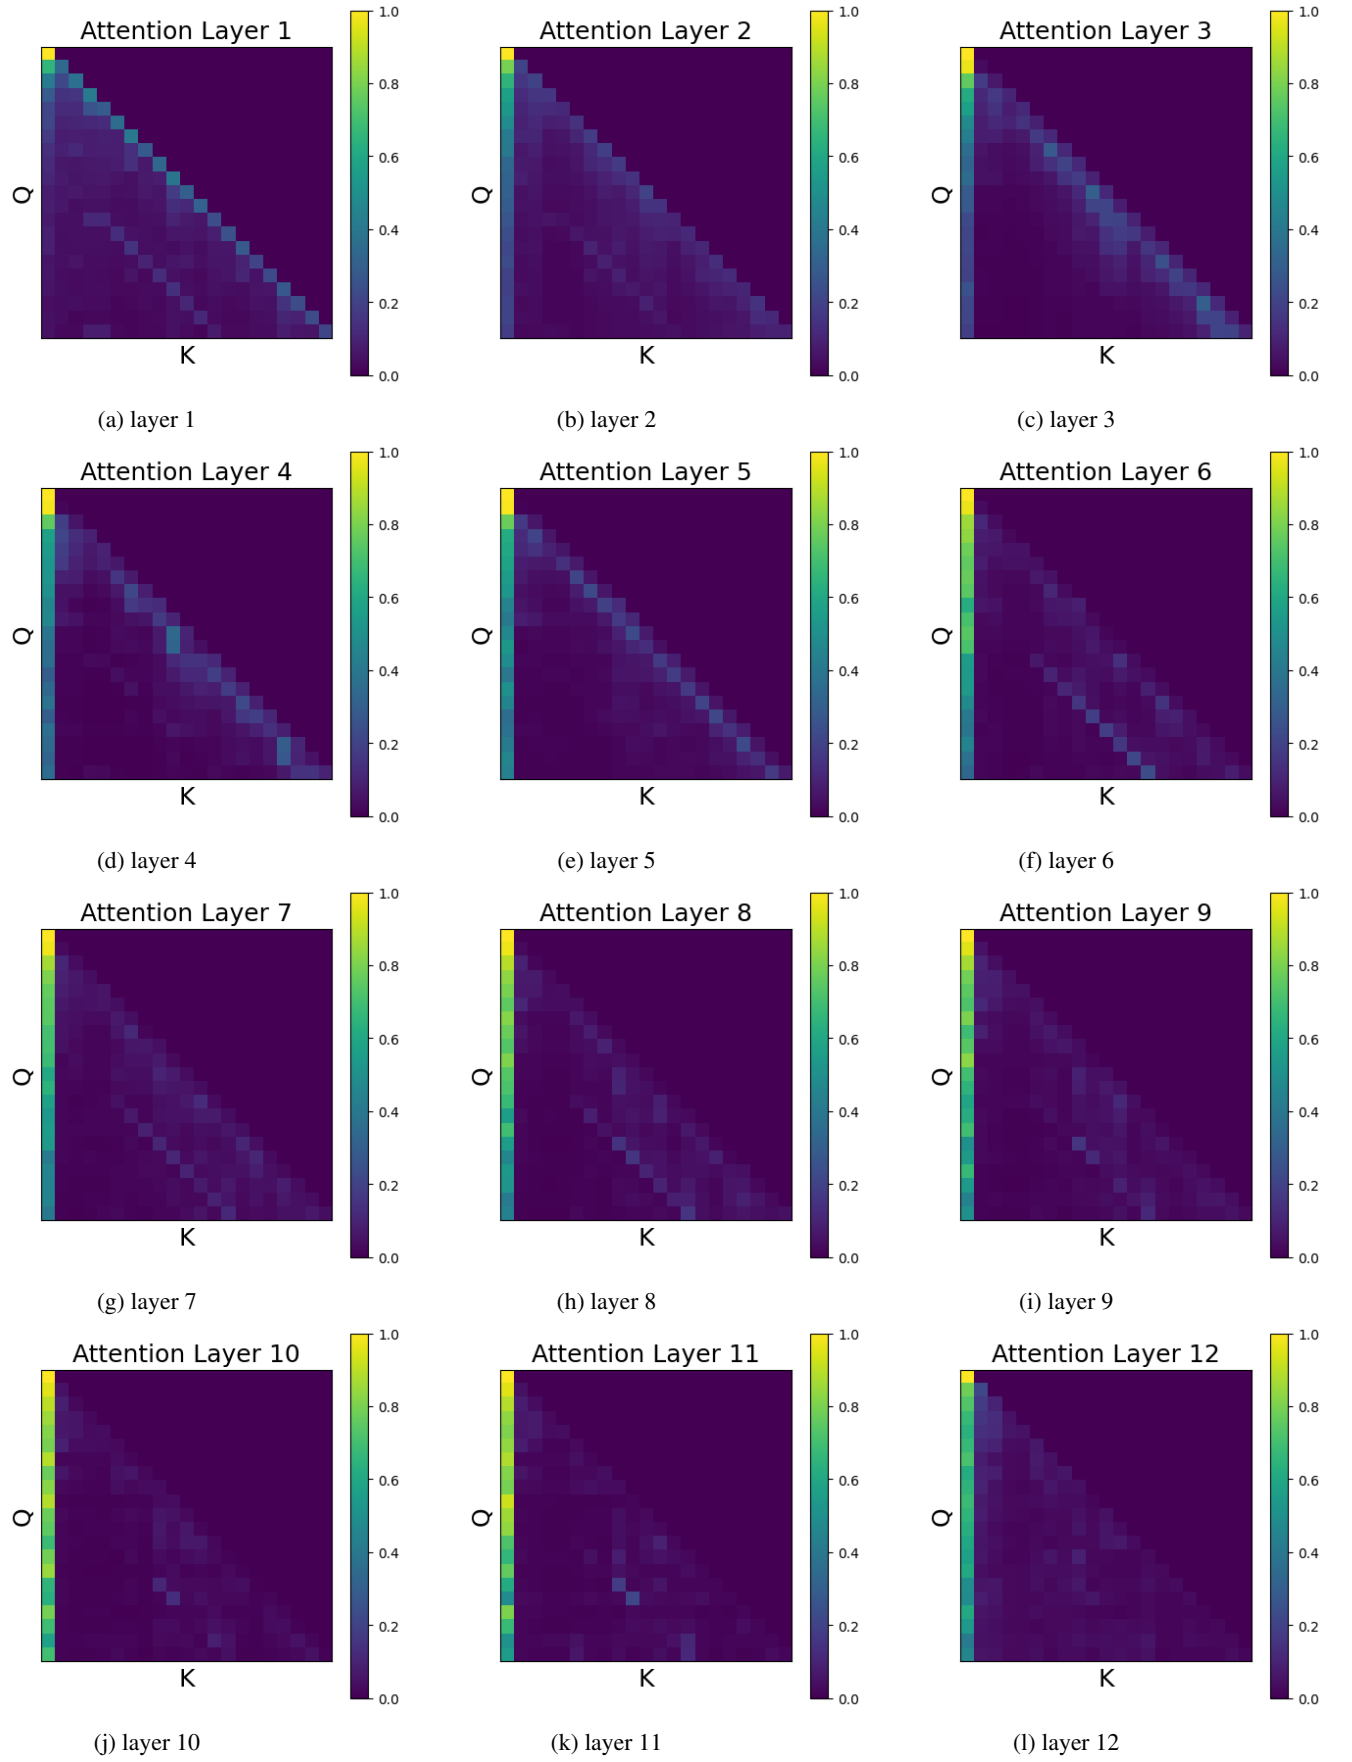 Attention Layer 1
Q
K
1.0
0.8
0.6
0.4
0.2
0.0
(a) layer 1
Attention Layer 2
Q
K
1.0
0.8
0.6
0.4
0.2
0.0
(b) layer 2
Attention Layer 3
Q
K
1.0
0.8
0.6
0.4
0.2
0.0
(c) layer 3
Attention Layer 4
Q
K
1.0
0.8
0.6
0.4
0.2
0.0
(d) layer 4
Attention Layer 5
Q
K
1.0
0.8
0.6
0.4
0.2
0.0
(e) layer 5
Attention Layer 6
Q
K
1.0
0.8
0.6
0.4
0.2
0.0
(f) layer 6
Attention Layer 7
Q
K
1.0
0.8
0.6
0.4
0.2
0.0
(g) layer 7
Attention Layer 8
Q
K
1.0
0.8
0.6
0.4
0.2
0.0
(h) layer 8
Attention Layer 9
Q
K
1.0
0.8
0.6
0.4
0.2
0.0
(i) layer 9
Attention Layer 10
Q
K
1.0
0.8
0.6
0.4
0.2
0.0
(j) layer 10
Attention Layer 11
Q
K
1.0
0.8
0.6
0.4
0.2
0.0
(k) layer 11
Attention Layer 12
Q
K
1.0
0.8
0.6
0.4
0.2
0.0
(l) layer 12